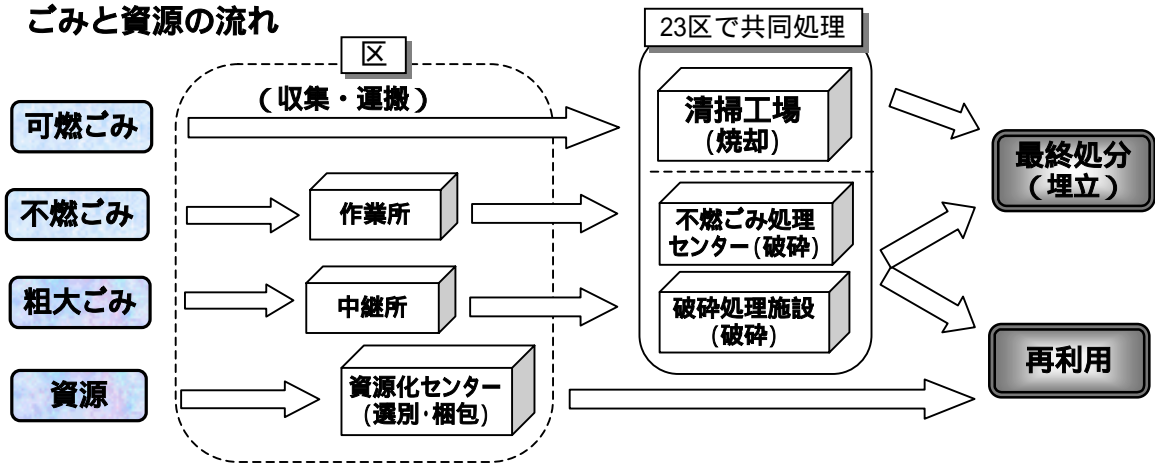 ごみと資源の流れ
区
23区で共同処理
(収集・運搬)
可燃ごみ
清掃工場
(焼却)
最終処分
(埋立)
不燃ごみ
作業所
不燃ごみ処理
センター(破砕)
粗大ごみ
中継所
破砕処理施設
(破砕)
再利用
資源
資源化センター
(選別・梱包)